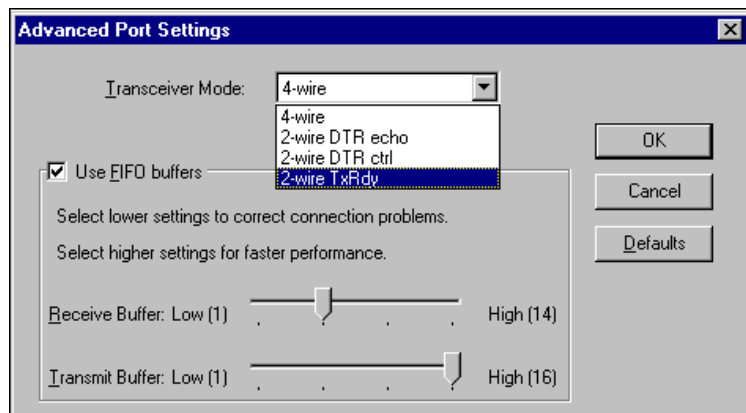 Advanced Port Settings
Transceiver Mode: 4-wire
4-wire
2-wire DTR echo
2-wire DTR ctrl
2-wire TxRdy
OK
Cancel
Defaults
Use FIFO buffers
Select lower settings to correct connection problems.
Select higher settings for faster performance.
Receive Buffer: Low (1) High (14)
Transmit Buffer: Low (1) High (16)